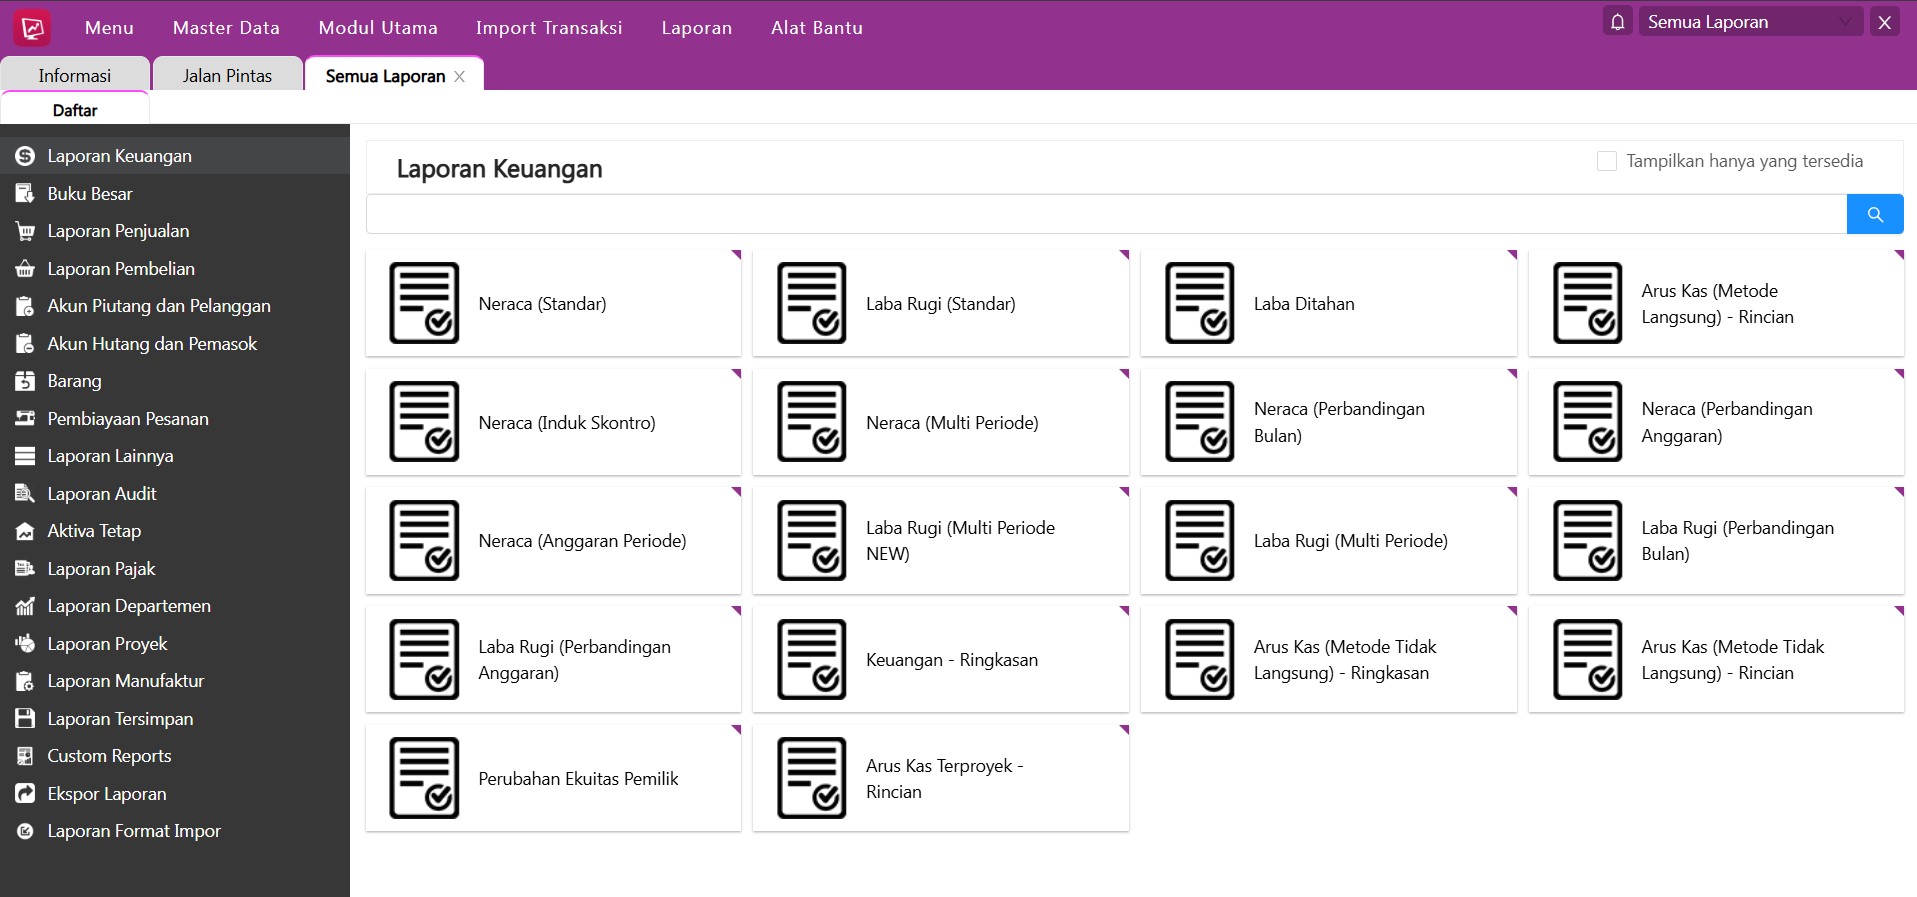 Menu
Master Data
Modul Utama
Import Transaksi
Laporan
Alat Bantu
Semua Laporan
Informasi
Jalan Pintas
Semua Laporan
Daftar
Laporan Keuangan
Buku Besar
Laporan Penjualan
Laporan Pembelian
Akun Piutang dan Pelanggan
Akun Hutang dan Pemasok
Barang
Pembiayaan Pesanan
Laporan Lainnya
Laporan Audit
Aktiva Tetap
Laporan Pajak
Laporan Departemen
Laporan Proyek
Laporan Manufaktur
Laporan Tersimpan
Custom Reports
Ekspor Laporan
Laporan Format Impor
Laporan Keuangan
Tampilkan hanya yang tersedia
Neraca (Standar)
Laba Rugi (Standar)
Laba Ditahan
Arus Kas (Metode
Langsung) - Rincian
Neraca (Induk Skontro)
Neraca (Multi Periode)
Neraca (Perbandingan
Bulan)
Neraca (Perbandingan
Anggaran)
Neraca (Anggaran Periode)
Laba Rugi (Multi Periode
NEW)
Laba Rugi (Multi Periode)
Laba Rugi (Perbandingan
Bulan)
Laba Rugi (Perbandingan
Anggaran)
Keuangan - Ringkasan
Arus Kas (Metode Tidak
Langsung) - Ringkasan
Arus Kas (Metode Tidak
Langsung) - Rincian
Perubahan Ekuitas Pemilik
Arus Kas Terproyek -
Rincian